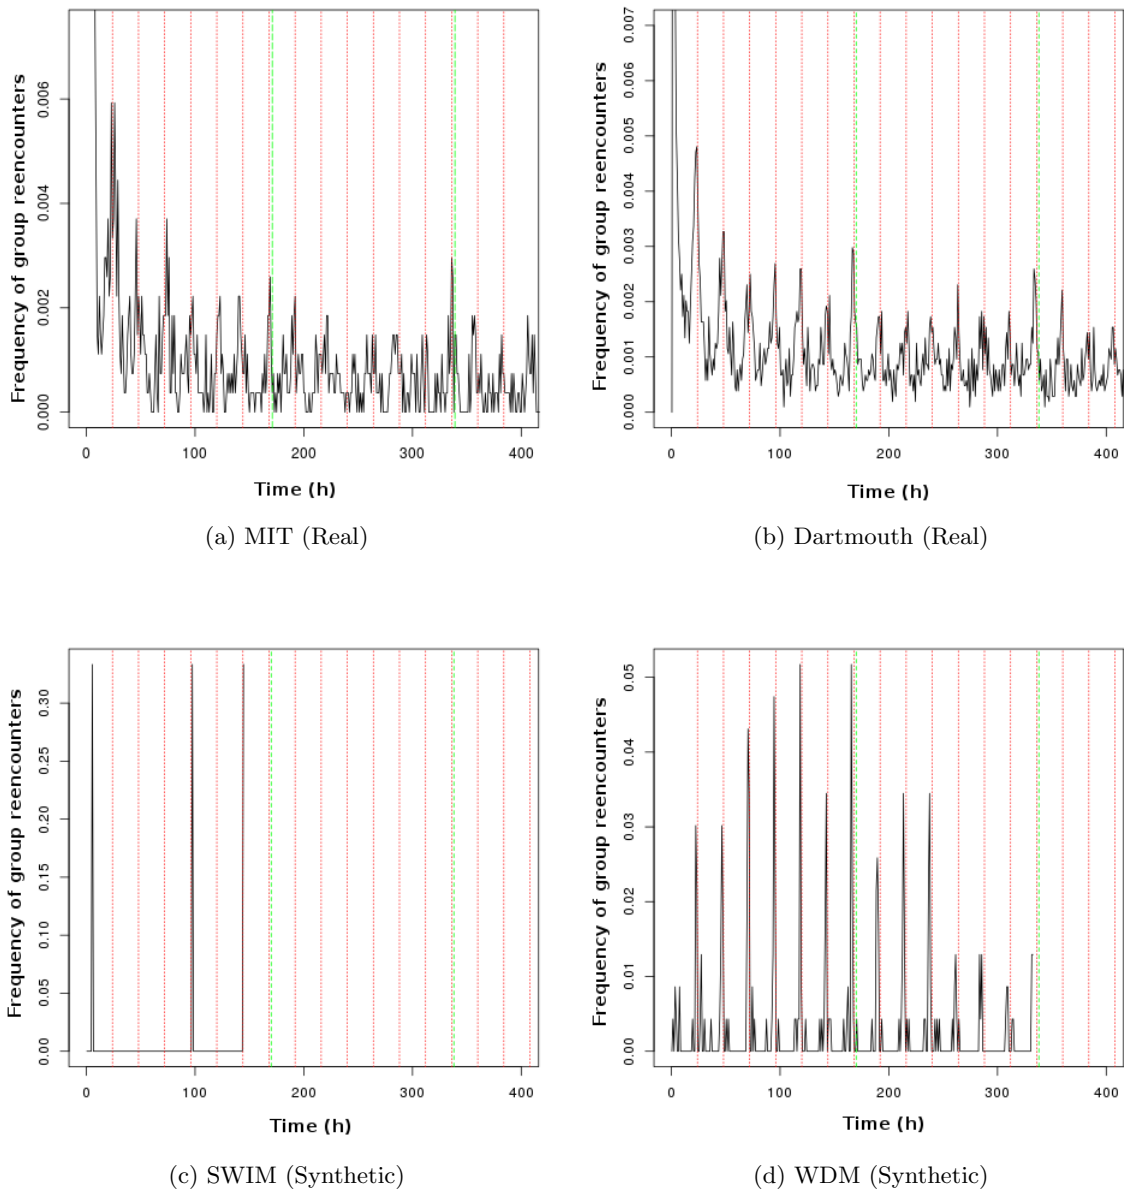 Frequency of group reencounters
0.006
0.004
0.002
0.000
0 100 200 300 400
Time (h)
(a) MIT (Real)
Frequency of group reencounters
0.007
0.006
0.005
0.004
0.003
0.002
0.001
0.000
0 100 200 300 400
Time (h)
(b) Dartmouth (Real)
Frequency of group reencounters
0.30
0.25
0.20
0.15
0.10
0.05
0.00
0 100 200 300 400
Time (h)
(c) SWIM (Synthetic)
Frequency of group reencounters
0.05
0.04
0.03
0.02
0.01
0.00
0 100 200 300 400
Time (h)
(d) WDM (Synthetic)